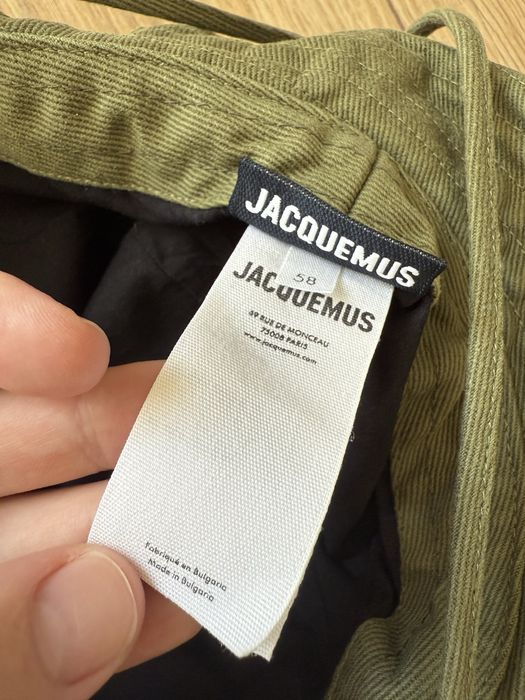 JACQUEMUS
58
JACQUEMUS
69 RUE DE MONCEAU
75008 PARIS
www.jacquemus.com
Fabriqué en Bulgarie
Made in Bulgaria